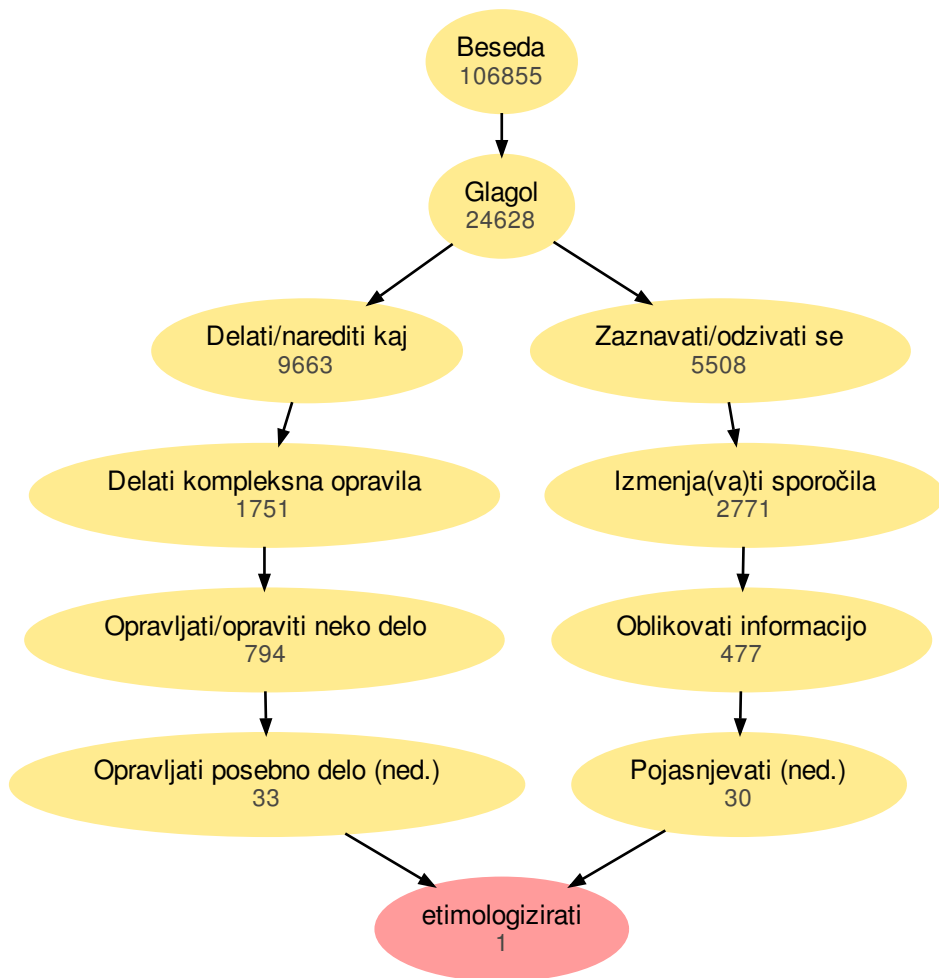 Beseda
106855
Glagol
24628
Delati/narediti kaj
9663
Zaznavati/odzivati se
5508
Delati kompleksna opravila
1751
Izmenja(va)ti sporočila
2771
Opravljati/opraviti neko delo
794
Oblikovati informacijo
477
Opravljati posebno delo (ned.)
33
Pojasnjevati (ned.)
30
etimologizirati
1